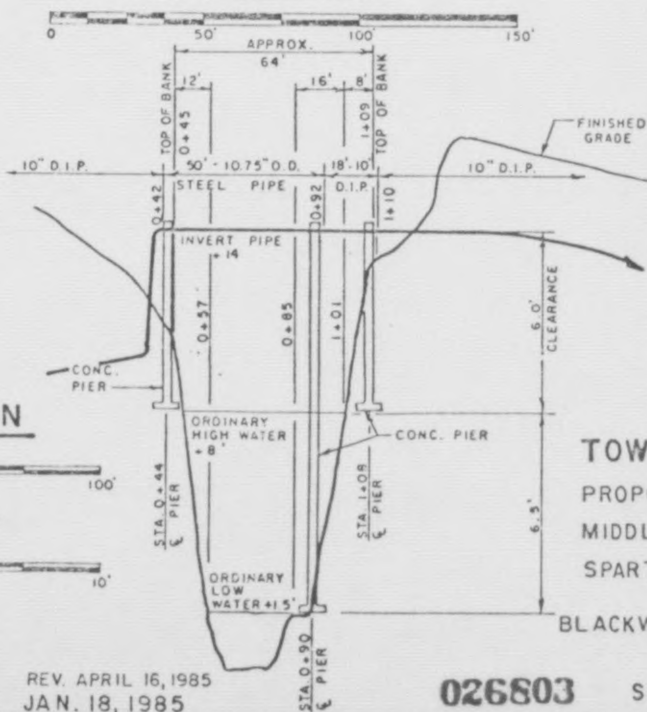 0 50' 100' 150'
APPROX.
64'
12' 16' 8'
TOP OF BANK
0+45
1+09
TOP OF BANK
FINISHED
GRADE
10" D.I.P. 50' - 10.75" O.D. 18'-10" 10" D.I.P.
STEEL PIPE D.I.P.
0+42
0+92
1+10
INVERT PIPE
+14
0+57
0+85
1+01
6.0'
CLEARANCE
CONC.
PIER
N
ORDINARY
HIGH WATER
+8'
CONC. PIER
100'
STA. 0+44
℄ PIER
STA. 1+08
℄ PIER
6.5'
TOW
PROPO
MIDDL
SPART
10'
ORDINARY
LOW
WATER +1.5'
BLACKW
STA. 0+90
℄ PIER
REV. APRIL 16, 1985
JAN. 18, 1985
026803 S